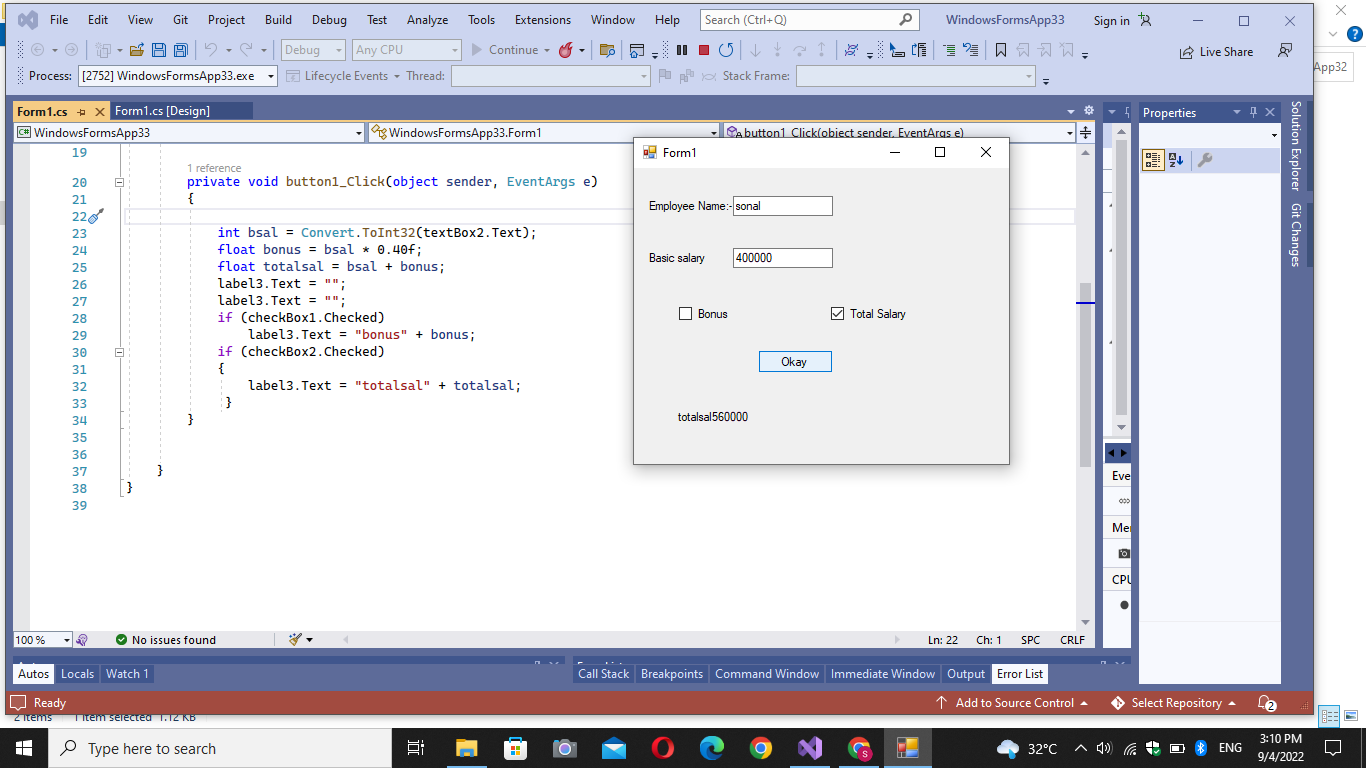 File Edit View Git Project Build Debug Test Analyze Tools Extensions Window Help Search (Ctrl+Q) WindowsFormsApp33 Sign in
Debug Any CPU Continue Live Share
App32
Process: [2752] WindowsFormsApp33.exe Lifecycle Events Thread: Stack Frame:
Form1.cs Form1.cs [Design]
Properties
WindowsFormsApp33 WindowsFormsApp33.Form1 button1_Click(object sender, EventArgs e)
Solution Explorer
Git Changes
19
1 reference
20 private void button1_Click(object sender, EventArgs e)
21 {
22
23 int bsal = Convert.ToInt32(textBox2.Text);
24 float bonus = bsal * 0.40f;
25 float totalsal = bsal + bonus;
26 label3.Text = "";
27 label3.Text = "";
28 if (checkBox1.Checked)
29 label3.Text = "bonus" + bonus;
30 if (checkBox2.Checked)
31 {
32 label3.Text = "totalsal" + totalsal;
33 }
34 }
35
36
37 }
38 }
39
Form1
Employee Name:- sonal
Basic salary 400000
Bonus Total Salary
Okay
totalsal560000
Eve
Mer
CPU
100 % No issues found Ln: 22 Ch: 1 SPC CRLF
Autos Locals Watch 1 Call Stack Breakpoints Command Window Immediate Window Output Error List
Ready Add to Source Control Select Repository 2
2 items 1 item selected 1.12 KB
Type here to search S 32°C ENG 3:10 PM
9/4/2022